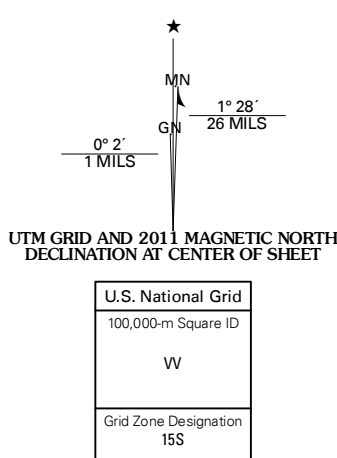 ★
MN
1° 28´
26 MILS
GN
0° 2´
1 MILS
UTM GRID AND 2011 MAGNETIC NORTH
DECLINATION AT CENTER OF SHEET
U.S. National Grid
100,000-m Square ID
VV
Grid Zone Designation
15S